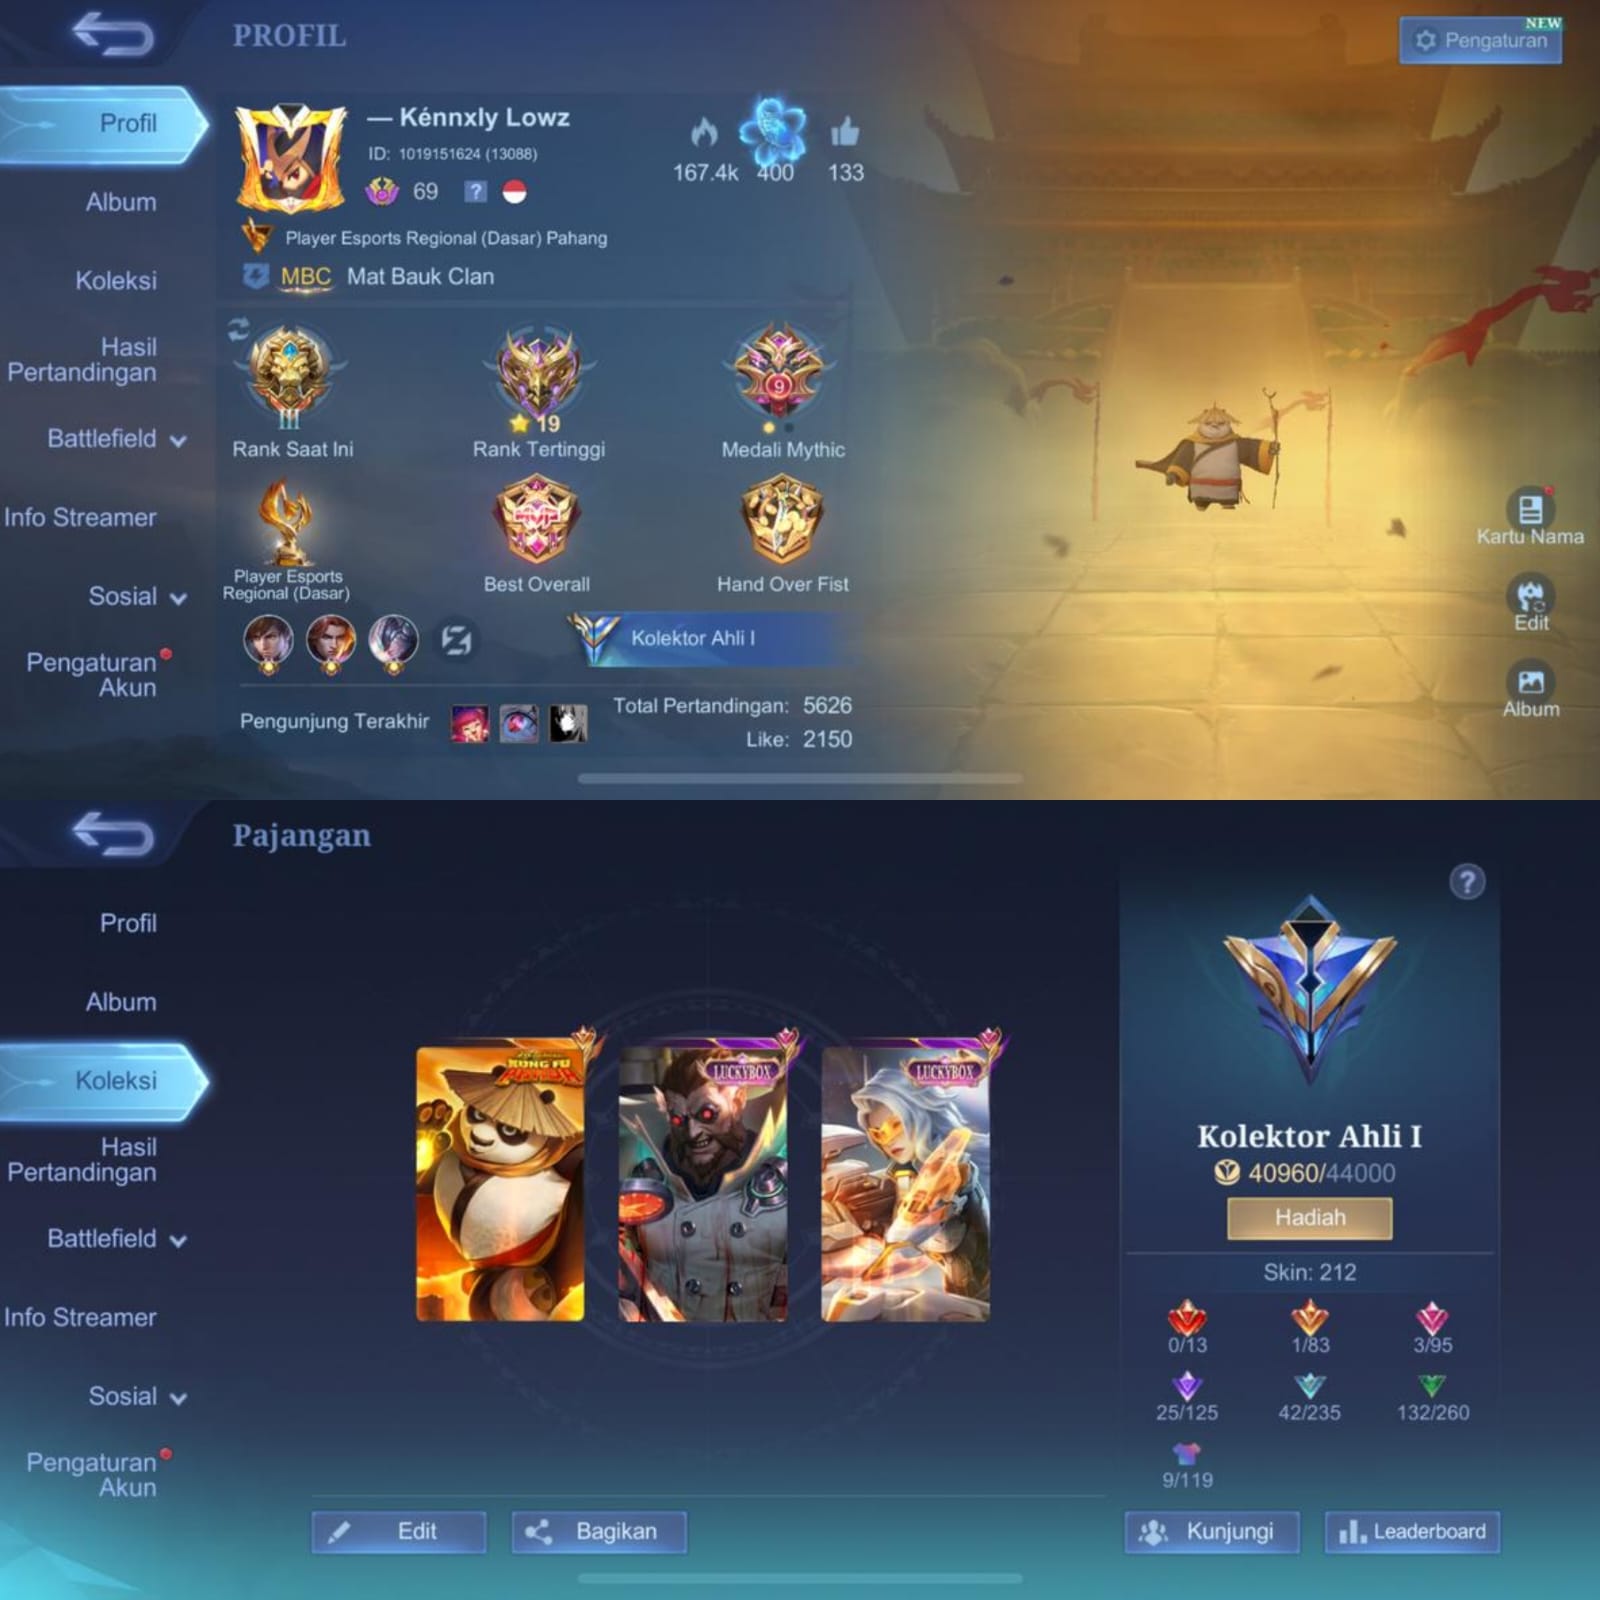 PROFIL
NEW
Pengaturan
Profil
Album
Koleksi
Hasil
Pertandingan
Battlefield
Info Streamer
Sosial
Pengaturan
Akun
— Kénnxly Lowz
ID: 1019151624 (13088)
69
?
167.4k 400 133
Player Esports Regional (Dasar) Pahang
MBC Mat Bauk Clan
III
Rank Saat Ini
19
Rank Tertinggi
9
Medali Mythic
Player Esports
Regional (Dasar)
MVP
Best Overall
Hand Over Fist
Kolektor Ahli I
Pengunjung Terakhir
Total Pertandingan: 5626
Like: 2150
Kartu Nama
Edit
Album
Pajangan
Profil
Album
Koleksi
Hasil
Pertandingan
Battlefield
Info Streamer
Sosial
Pengaturan
Akun
KUNG FU
PANDA
LUCKYBOX
LUCKYBOX
?
Kolektor Ahli I
40960/44000
Hadiah
Skin: 212
0/13 1/83 3/95
25/125 42/235 132/260
9/119
Edit
Bagikan
Kunjungi
Leaderboard